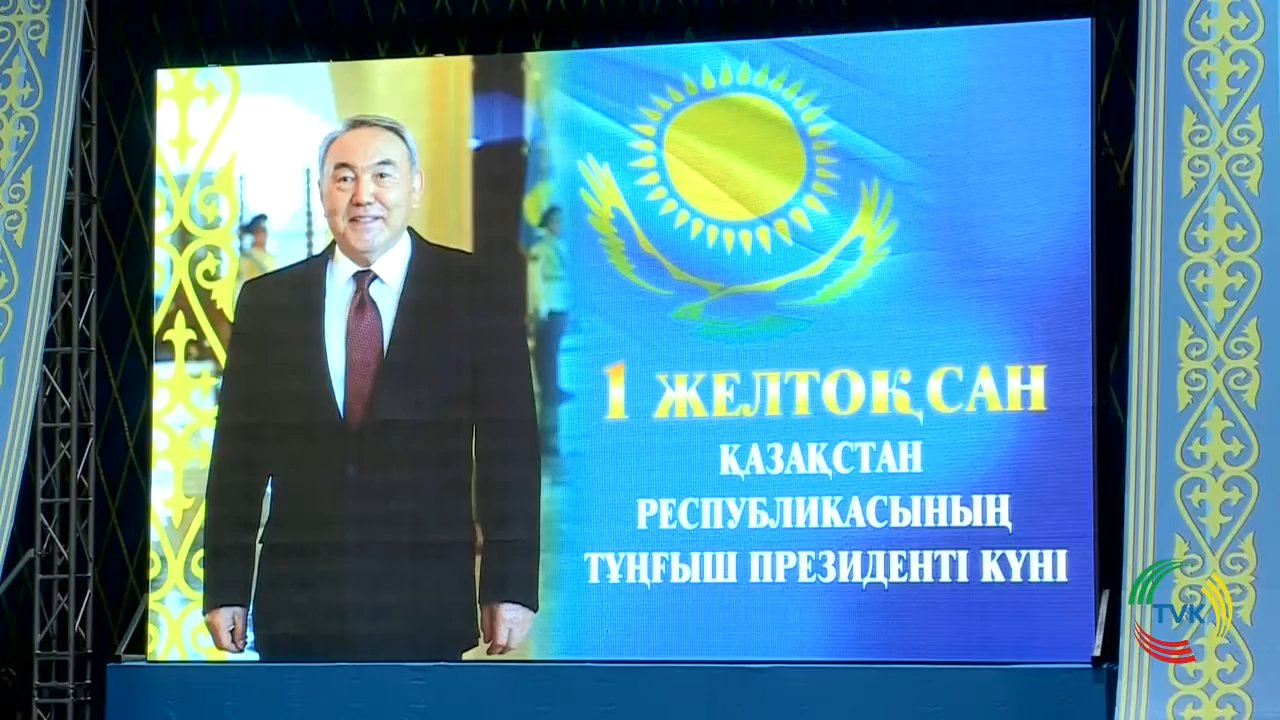 1 ЖЕЛТОҚСАН
ҚАЗАҚСТАН
РЕСПУБЛИКАСЫНЫҢ
ТҰҢҒЫШ ПРЕЗИДЕНТІ КҮНІ
TVK